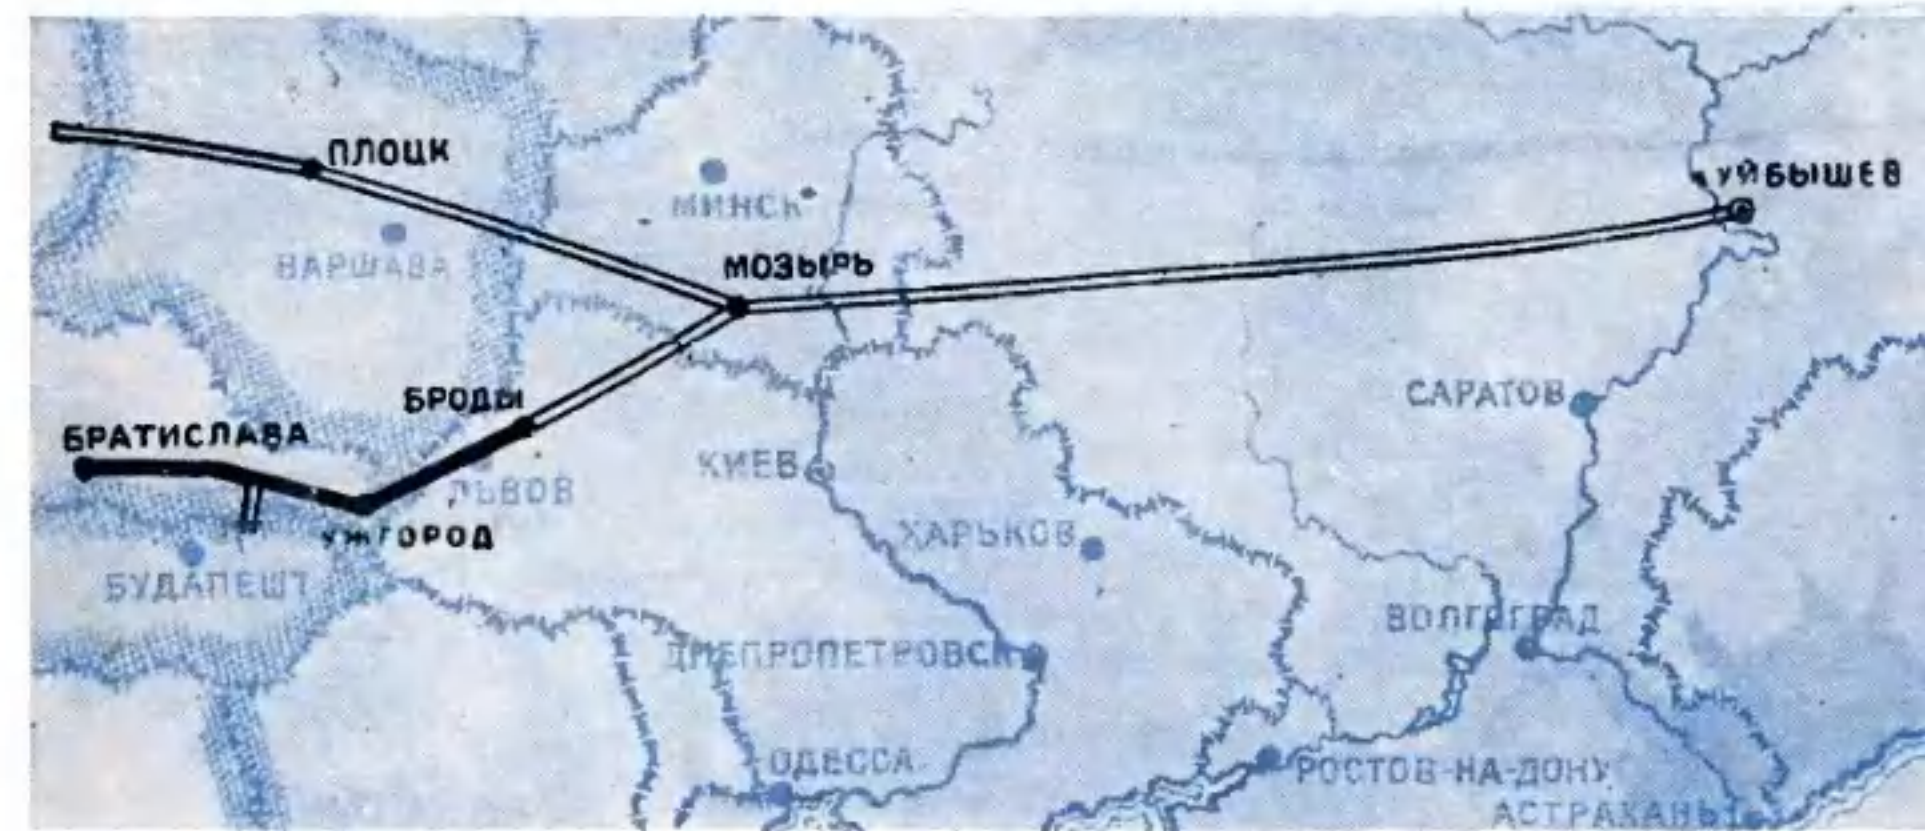 ПЛОЦК
МИНСК
УЙБЫШЕВ
ВАРШАВА
МОЗЫРЬ
БРОДЫ
САРАТОВ
БРАТИСЛАВА
КИЕВ
ЛЬВОВ
УЖГОРОД
ХАРЬКОВ
БУДАПЕШТ
ВОЛГОГРАД
ДНЕПРОПЕТРОВСК
ОДЕССА
РОСТОВ-НА-ДОНУ
АСТРАХАНЬ